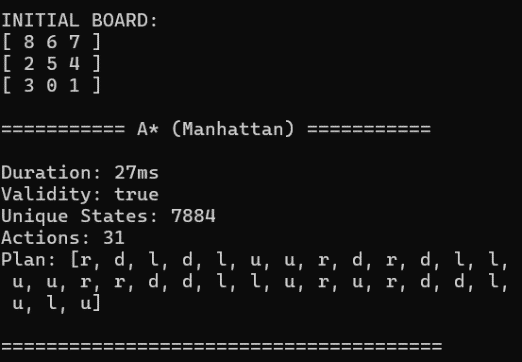 INITIAL BOARD:
[ 8 6 7 ]
[ 2 5 4 ]
[ 3 0 1 ]
=========== A* (Manhattan) ===========
Duration: 27ms
Validity: true
Unique States: 7884
Actions: 31
Plan: [r, d, l, d, l, u, u, r, d, r, d, l, l,
u, u, r, r, d, d, l, l, u, r, u, r, d, d, l,
u, l, u]
=======================================